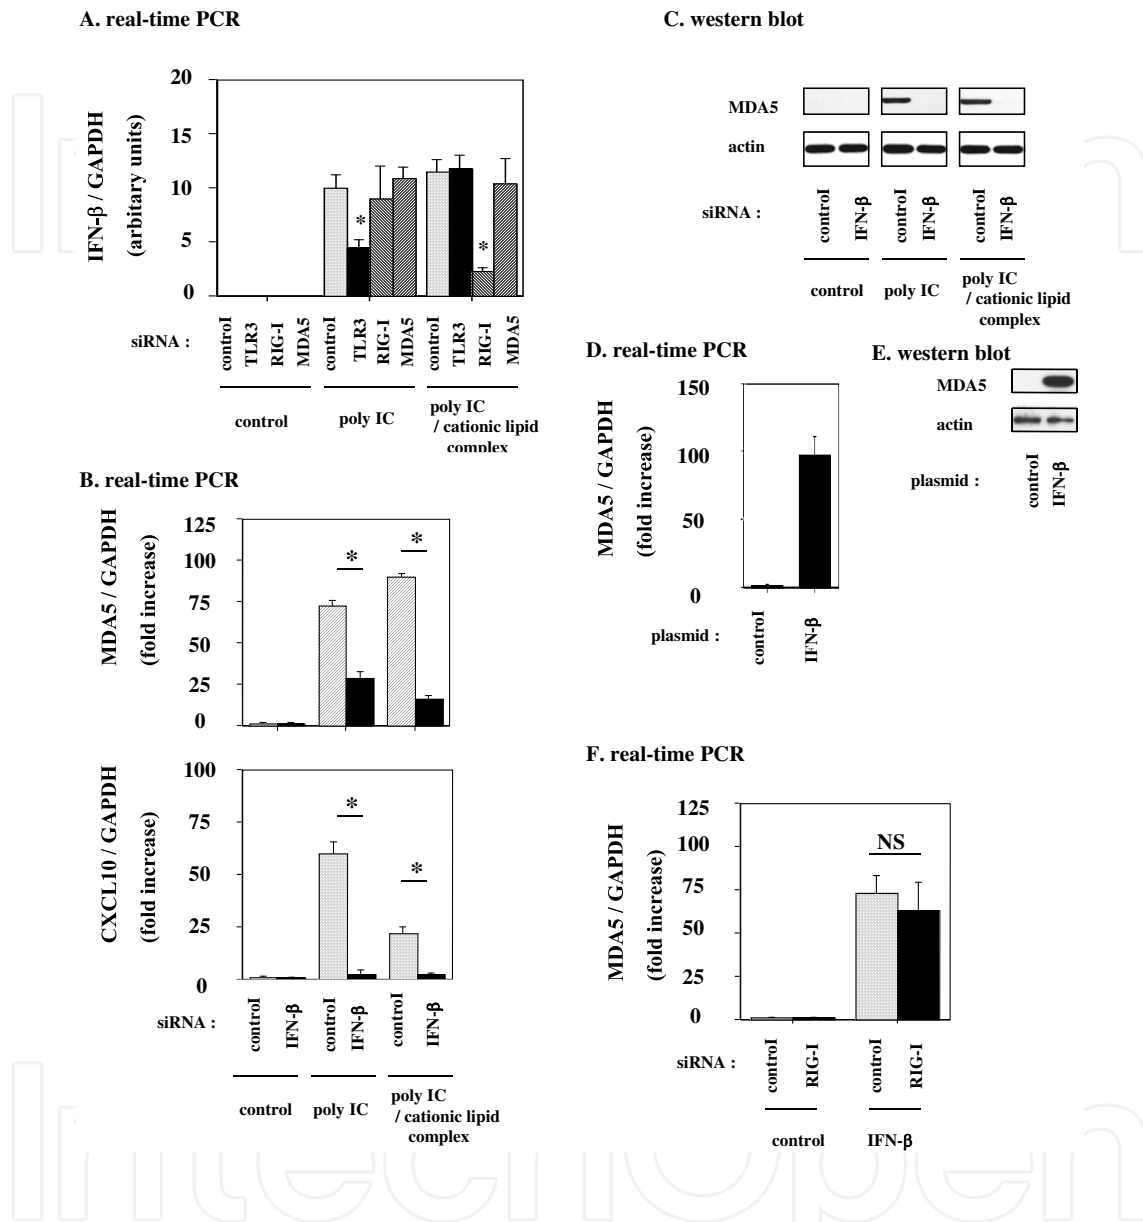 A. real-time PCR
IFN-β / GAPDH
(arbitary units)
20
15
10
5
0
*
*
siRNA :
control
TLR3
RIG-I
MDA5
control
TLR3
RIG-I
MDA5
control
TLR3
RIG-I
MDA5
control
poly IC
poly IC
/ cationic lipid
complex
B. real-time PCR
MDA5 / GAPDH
(fold increase)
125
100
75
50
25
0
*
*
CXCL10 / GAPDH
(fold increase)
100
75
50
25
0
*
*
siRNA :
control
IFN-β
control
IFN-β
control
IFN-β
control
poly IC
poly IC
/ cationic lipid
complex
C. western blot
MDA5
actin
siRNA :
control
IFN-β
control
IFN-β
control
IFN-β
control
poly IC
poly IC
/ cationic lipid
complex
D. real-time PCR
MDA5 / GAPDH
(fold increase)
150
100
50
0
plasmid :
control
IFN-β
E. western blot
MDA5
actin
plasmid :
control
IFN-β
F. real-time PCR
MDA5 / GAPDH
(fold increase)
125
100
75
50
25
0
NS
siRNA :
control
RIG-I
control
RIG-I
control
IFN-β
IntechOpen
IntechOpen